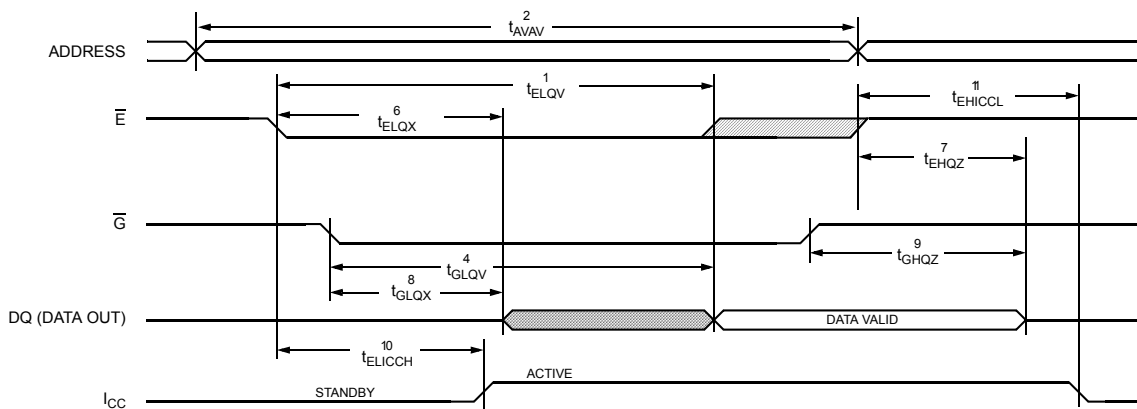 2
tAVAV
ADDRESS
1
tELQV
11
tEHICCL
6
tELQX
E
7
tEHQZ
G
9
tGHQZ
4
tGLQV
8
tGLQX
DQ (DATA OUT)
DATA VALID
10
tELICCH
ACTIVE
STANDBY
ICC